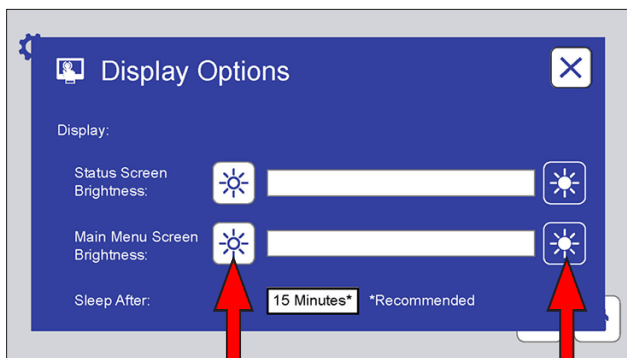 Display Options
Display:
Status Screen
Brightness:
Main Menu Screen
Brightness:
Sleep After: 15 Minutes* *Recommended